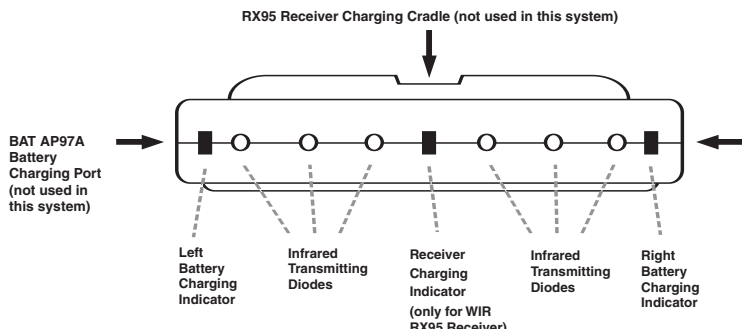 RX95 Receiver Charging Cradle (not used in this system)
BAT AP97A
Battery
Charging Port
(not used in
this system)
Left
Battery
Charging
Indicator
Infrared
Transmitting
Diodes
Receiver
Charging
Indicator
(only for WIR
RX95 Receiver)
Infrared
Transmitting
Diodes
Right
Battery
Charging
Indicator